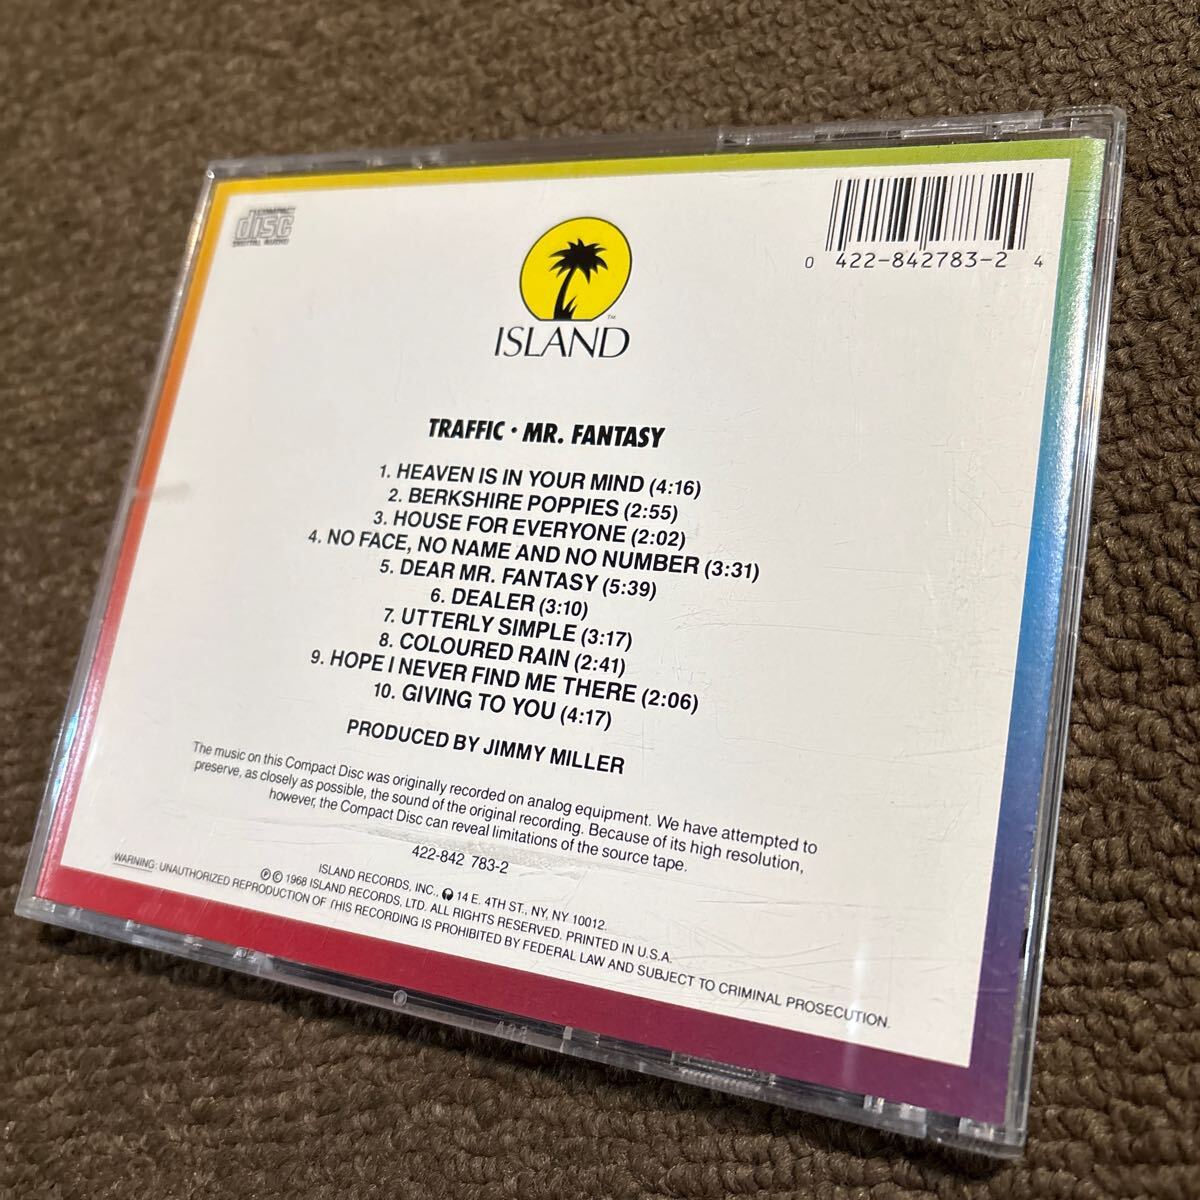 COMPACT
disc
DIGITAL AUDIO
0 422-842783-2 4
TM
ISLAND
TRAFFIC · MR. FANTASY
1. HEAVEN IS IN YOUR MIND (4:16)
2. BERKSHIRE POPPIES (2:55)
3. HOUSE FOR EVERYONE (2:02)
4. NO FACE, NO NAME AND NO NUMBER (3:31)
5. DEAR MR. FANTASY (5:39)
6. DEALER (3:10)
7. UTTERLY SIMPLE (3:17)
8. COLOURED RAIN (2:41)
9. HOPE I NEVER FIND ME THERE (2:06)
10. GIVING TO YOU (4:17)
PRODUCED BY JIMMY MILLER
The music on this Compact Disc was originally recorded on analog equipment. We have attempted to
preserve, as closely as possible, the sound of the original recording. Because of its high resolution,
however, the Compact Disc can reveal limitations of the source tape.
422-842 783-2
ISLAND RECORDS, INC., 14 E. 4TH ST., NY, NY 10012.
℗ © 1968 ISLAND RECORDS, LTD. ALL RIGHTS RESERVED. PRINTED IN U.S.A.
WARNING: UNAUTHORIZED REPRODUCTION OF THIS RECORDING IS PROHIBITED BY FEDERAL LAW AND SUBJECT TO CRIMINAL PROSECUTION.